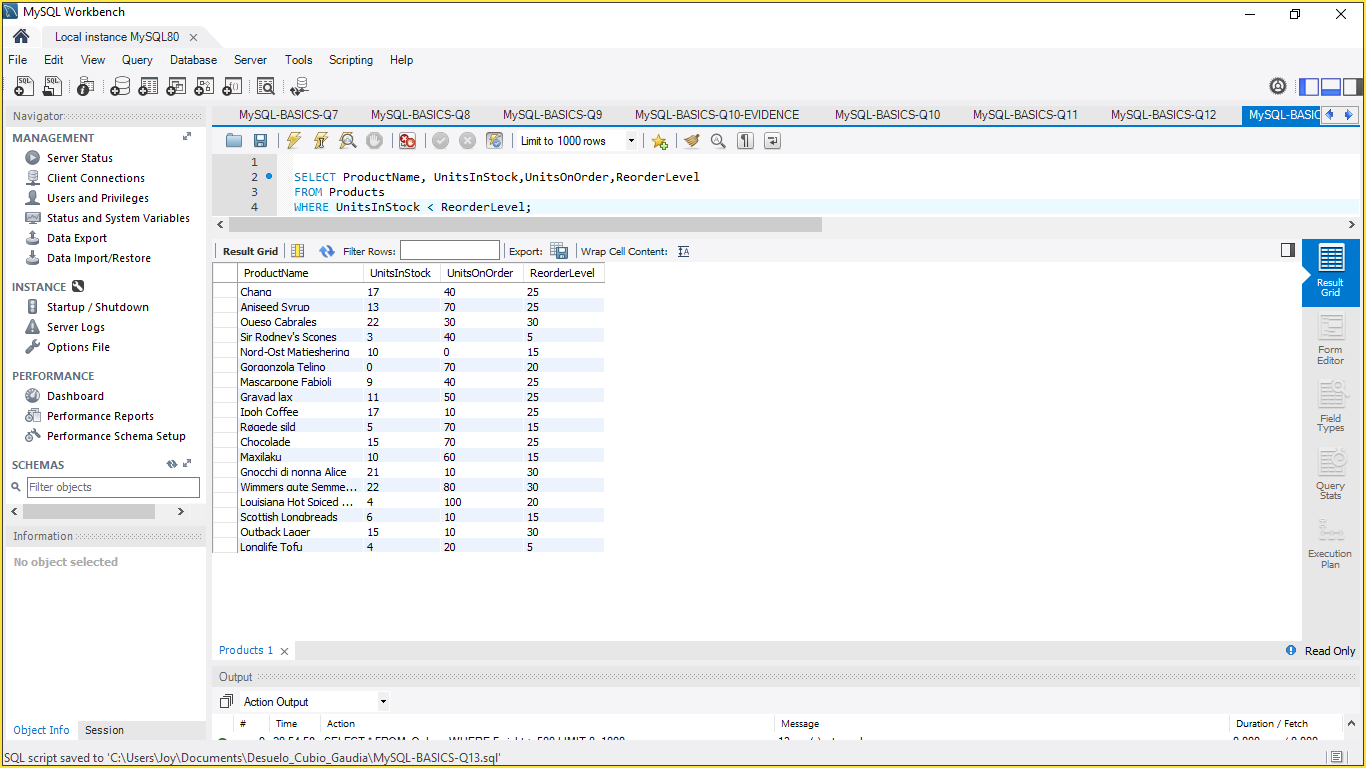 MySQL Workbench
Local instance MySQL80
File Edit View Query Database Server Tools Scripting Help
Navigator
MANAGEMENT
Server Status
Client Connections
Users and Privileges
Status and System Variables
Data Export
Data Import/Restore
INSTANCE
Startup / Shutdown
Server Logs
Options File
PERFORMANCE
Dashboard
Performance Reports
Performance Schema Setup
SCHEMAS
Filter objects
Information
No object selected
Object Info Session
MySQL-BASICS-Q7 MySQL-BASICS-Q8 MySQL-BASICS-Q9 MySQL-BASICS-Q10-EVIDENCE MySQL-BASICS-Q10 MySQL-BASICS-Q11 MySQL-BASICS-Q12 MySQL-BASIC
Limit to 1000 rows
1
2 SELECT ProductName, UnitsInStock,UnitsOnOrder,ReorderLevel
3 FROM Products
4 WHERE UnitsInStock < ReorderLevel;
Result Grid Filter Rows: Export: Wrap Cell Content:
ProductName UnitsInStock UnitsOnOrder ReorderLevel
Chang 17 40 25
Aniseed Syrup 13 70 25
Queso Cabrales 22 30 30
Sir Rodney's Scones 3 40 5
Nord-Ost Matjeshering 10 0 15
Gorgonzola Telino 0 70 20
Mascarpone Fabioli 9 40 25
Gravad lax 11 50 25
Ipoh Coffee 17 10 25
Røgede sild 5 70 15
Chocolade 15 70 25
Maxilaku 10 60 15
Gnocchi di nonna Alice 21 10 30
Wimmers gute Semme... 22 80 30
Louisiana Hot Spiced ... 4 100 20
Scottish Longbreads 6 10 15
Outback Lager 15 10 30
Longlife Tofu 4 20 5
Result Grid
Form Editor
Field Types
Query Stats
Execution Plan
Products 1
Read Only
Output
Action Output
# Time Action Message Duration / Fetch
SQL script saved to 'C:\Users\Joy\Documents\Desuelo_Cubio_Gaudia\MySQL-BASICS-Q13.sql'